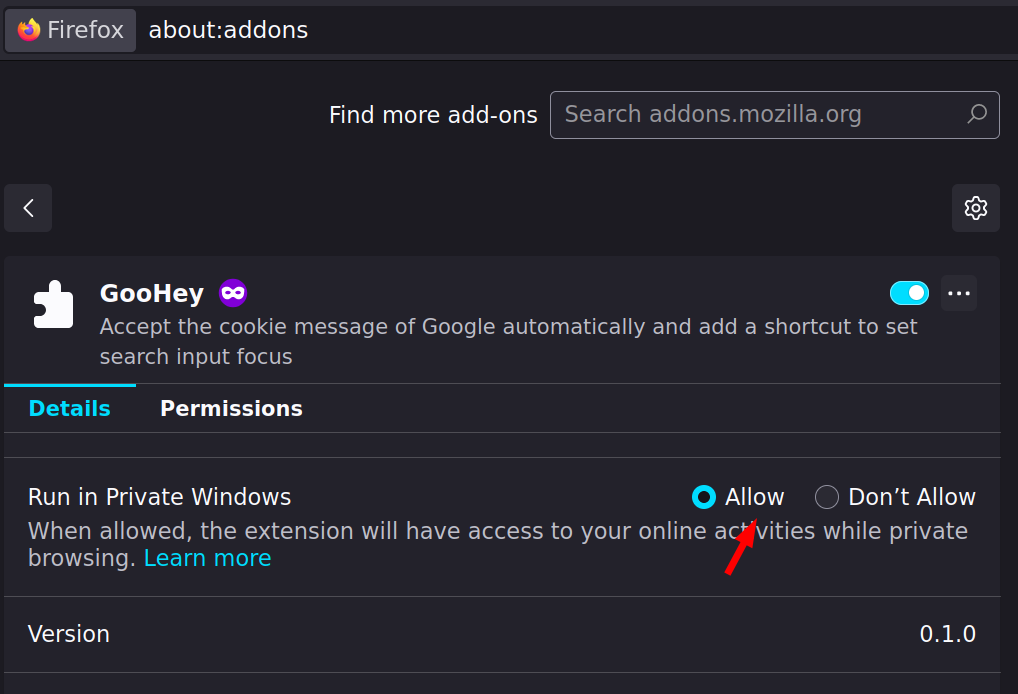 Firefox about:addons
Find more add-ons Search addons.mozilla.org
GooHey
Accept the cookie message of Google automatically and add a shortcut to set
search input focus
Details Permissions
Run in Private Windows Allow Don’t Allow
When allowed, the extension will have access to your online activities while private
browsing. Learn more
Version 0.1.0